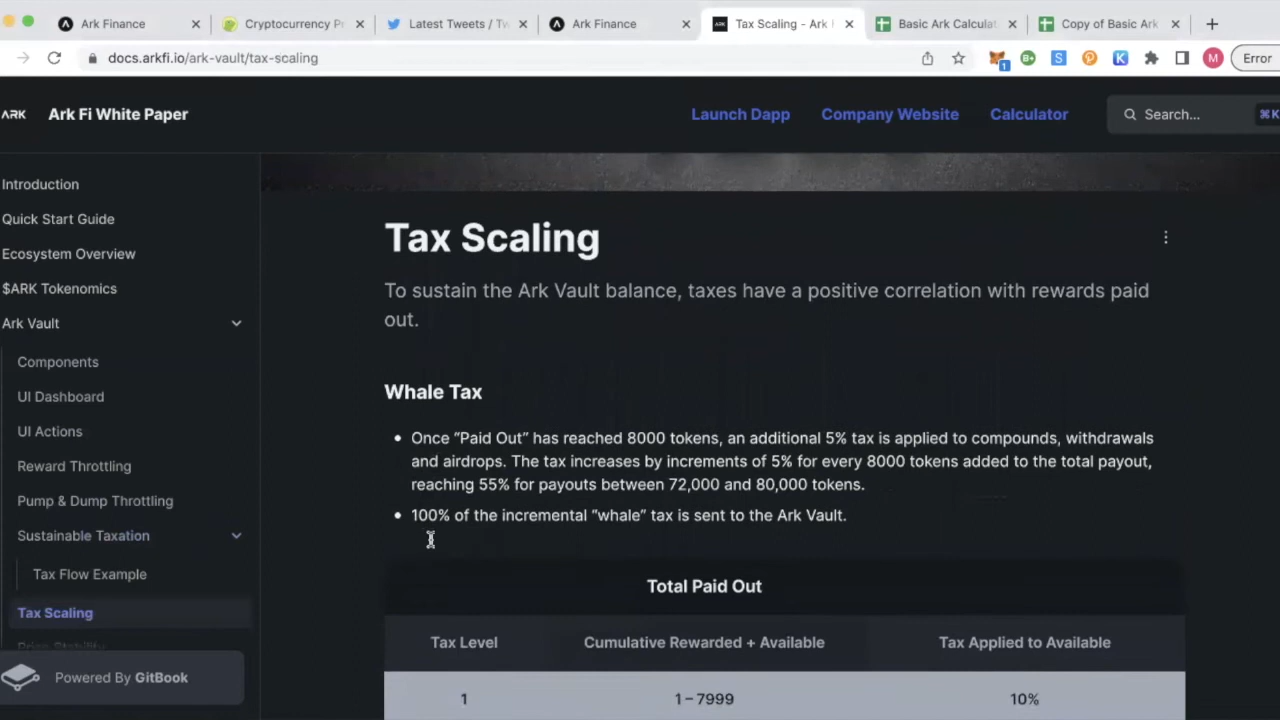 Ark Finance
Cryptocurrency Pr
Latest Tweets / Tw
Ark Finance
Tax Scaling - Ark
Basic Ark Calculat
Copy of Basic Ark
docs.arkfi.io/ark-vault/tax-scaling
1
M
Error
ARK
Ark Fi White Paper
Launch Dapp
Company Website
Calculator
Search...
⌘K
Introduction
Quick Start Guide
Ecosystem Overview
$ARK Tokenomics
Ark Vault
Components
UI Dashboard
UI Actions
Reward Throttling
Pump & Dump Throttling
Sustainable Taxation
Tax Flow Example
Tax Scaling
Price Stability
Powered By GitBook
Tax Scaling
To sustain the Ark Vault balance, taxes have a positive correlation with rewards paid
out.
Whale Tax
• Once “Paid Out” has reached 8000 tokens, an additional 5% tax is applied to compounds, withdrawals
and airdrops. The tax increases by increments of 5% for every 8000 tokens added to the total payout,
reaching 55% for payouts between 72,000 and 80,000 tokens.
• 100% of the incremental “whale” tax is sent to the Ark Vault.
Total Paid Out
Tax Level
Cumulative Rewarded + Available
Tax Applied to Available
1
1 – 7999
10%